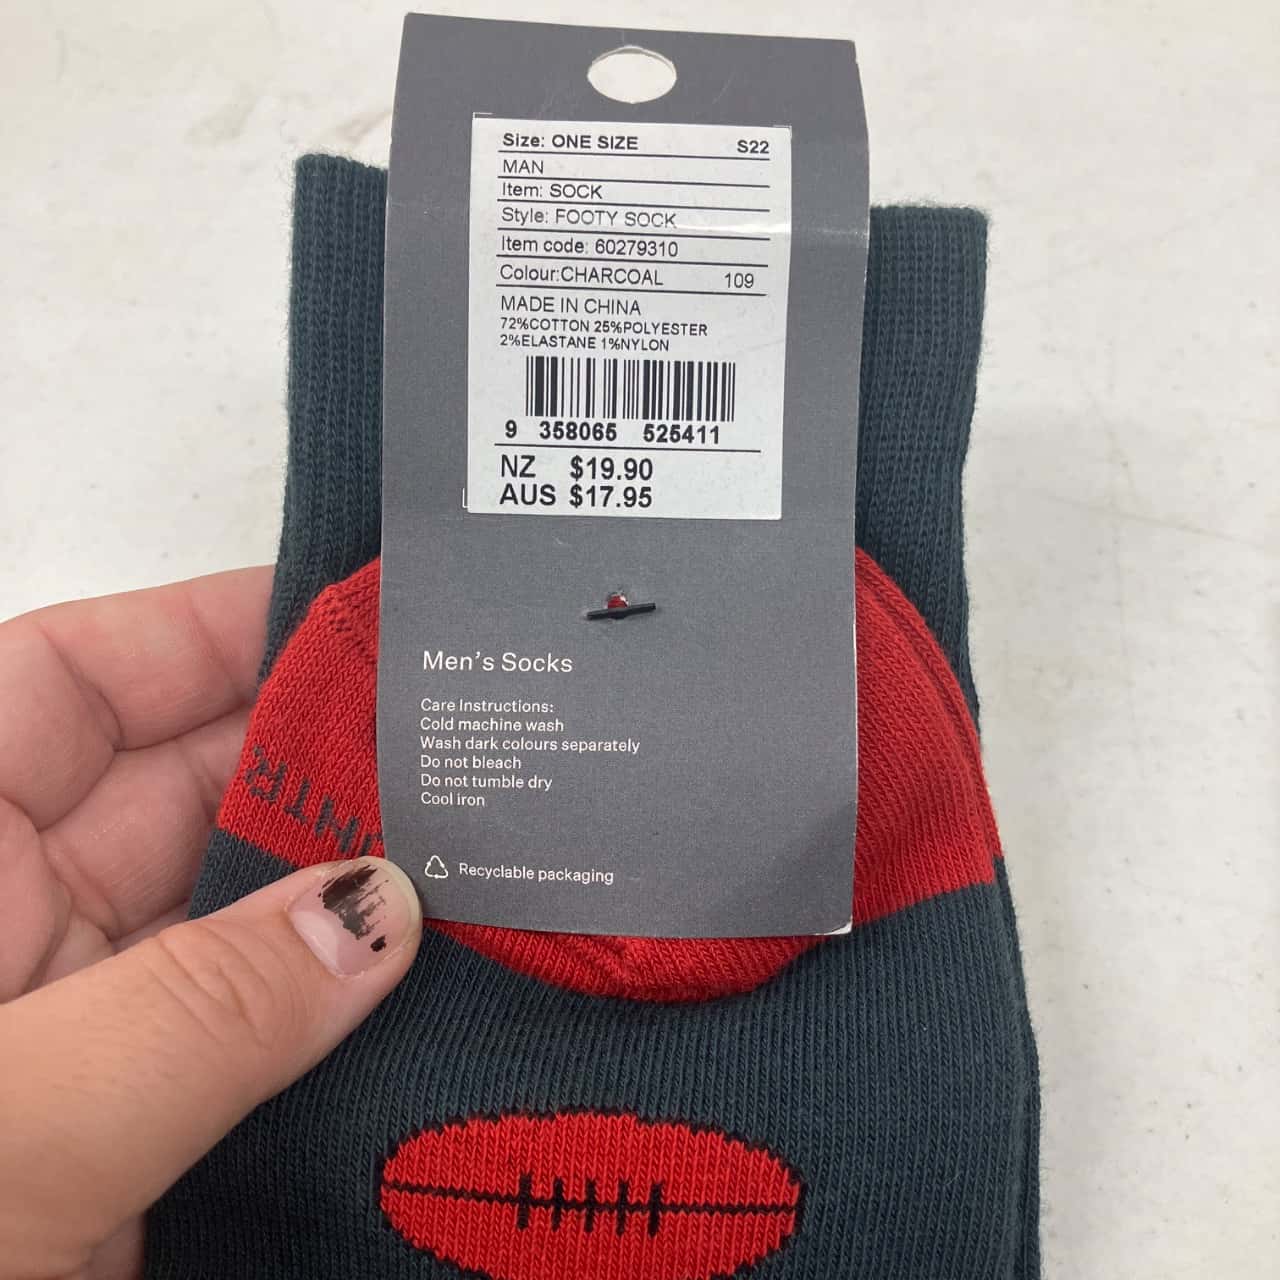 Size: ONE SIZE S22
MAN
Item: SOCK
Style: FOOTY SOCK
Item code: 60279310
Colour:CHARCOAL 109
MADE IN CHINA
72%COTTON 25%POLYESTER
2%ELASTANE 1%NYLON
9 358065 525411
NZ $19.90
AUS $17.95
Men's Socks
Care Instructions:
Cold machine wash
Wash dark colours separately
Do not bleach
Do not tumble dry
Cool iron
Recyclable packaging